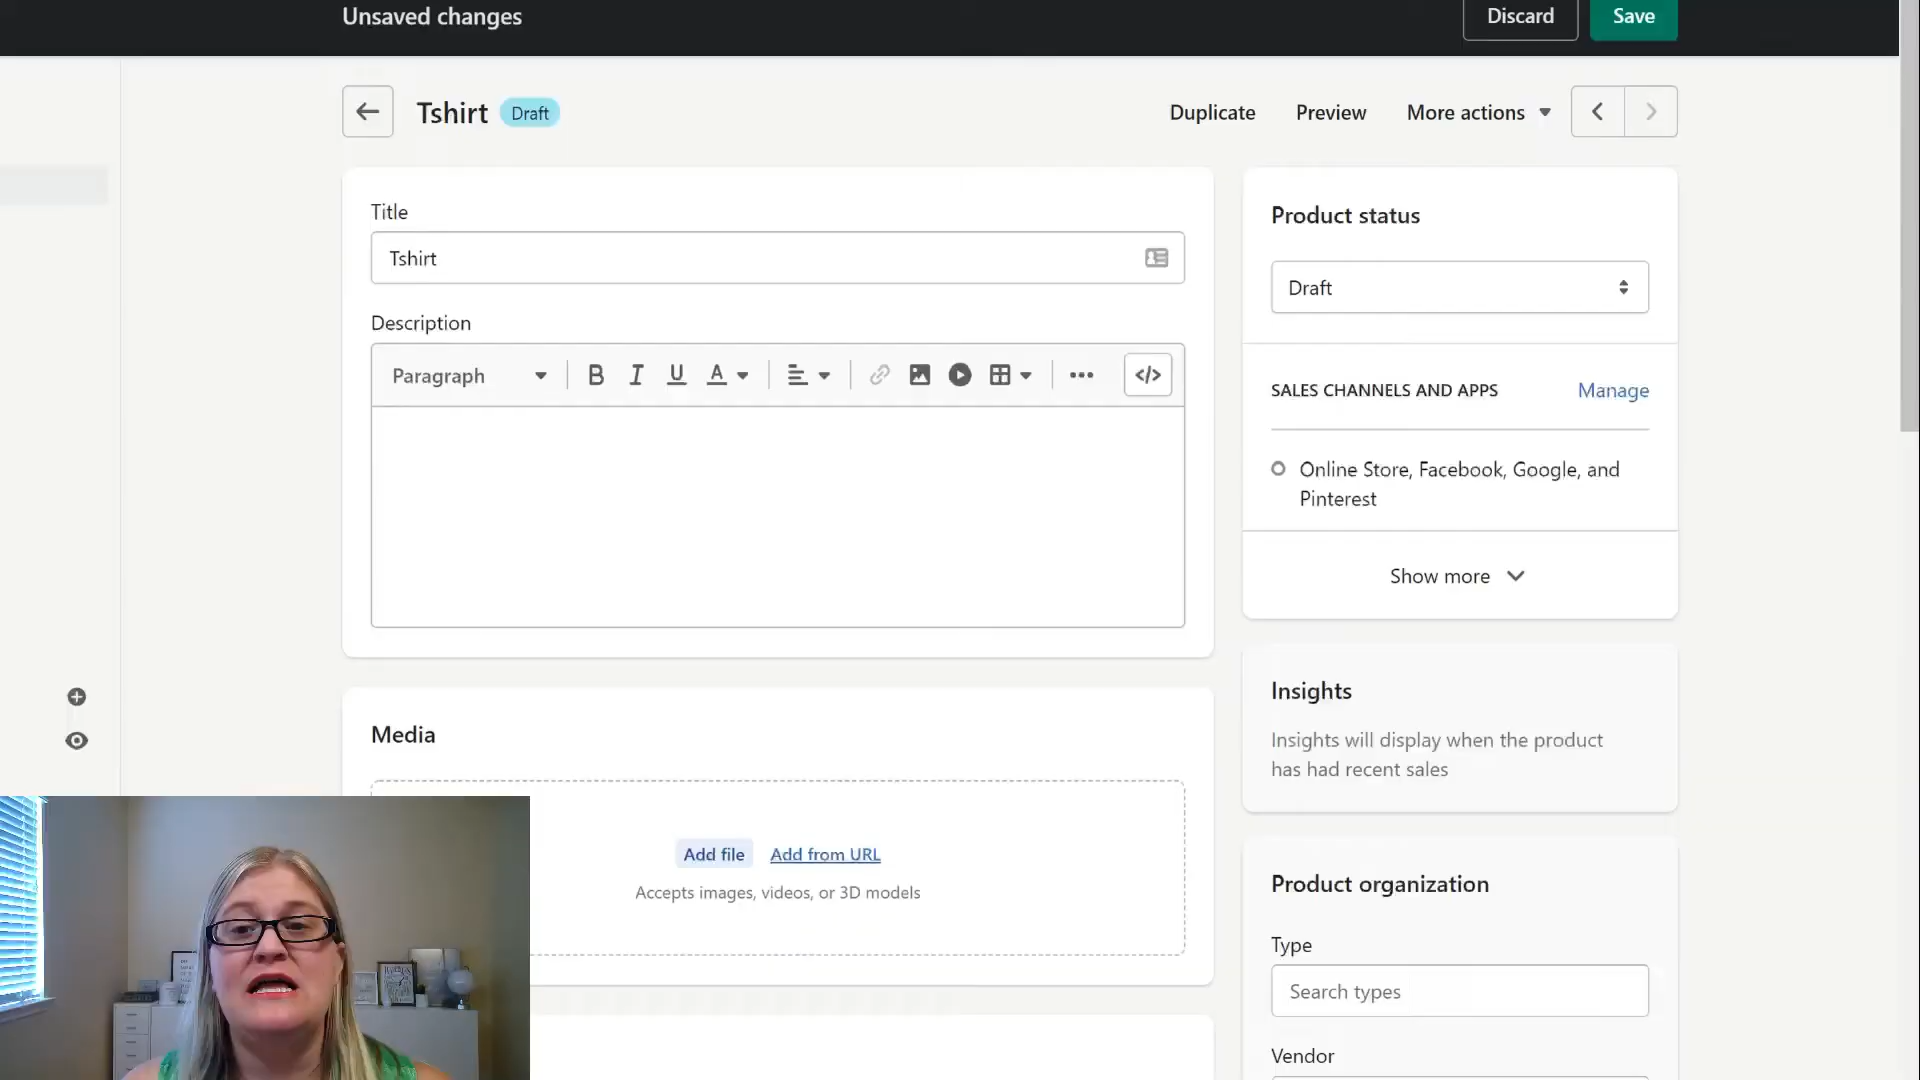 Unsaved changes
Discard
Save
Tshirt
Draft
Duplicate
Preview
More actions
Title
Tshirt
Description
Paragraph
B I U A
Product status
Draft
SALES CHANNELS AND APPS
Manage
Online Store, Facebook, Google, and
Pinterest
Show more
Insights
Insights will display when the product
has had recent sales
Media
Add file
Add from URL
Accepts images, videos, or 3D models
Product organization
Type
Search types
Vendor